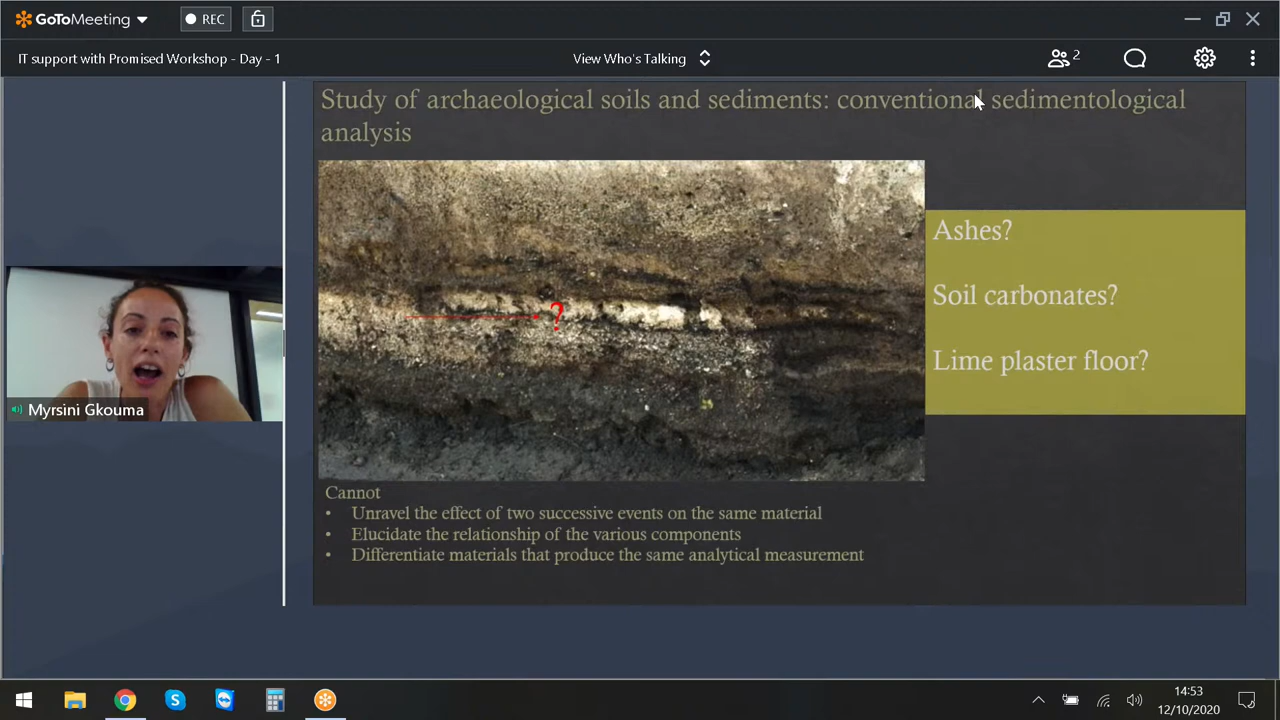 GoToMeeting
REC
IT support with Promised Workshop - Day - 1
View Who's Talking
2
Study of archaeological soils and sediments: conventional sedimentological
analysis
Ashes?
Soil carbonates?
Lime plaster floor?
?
Myrsini Gkouma
Cannot
• Unravel the effect of two successive events on the same material
• Elucidate the relationship of the various components
• Differentiate materials that produce the same analytical measurement
14:53
12/10/2020